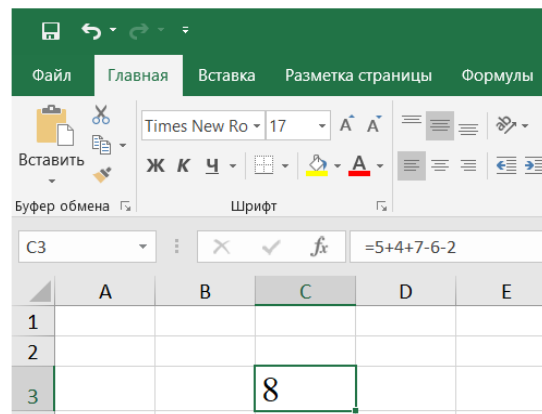 Файл Главная Вставка Разметка страницы Формулы
Times New Ro 17 A A
Вставить Ж К Ч A
Буфер обмена Шрифт
C3 fx =5+4+7-6-2
A B C D E
1
2
3 8